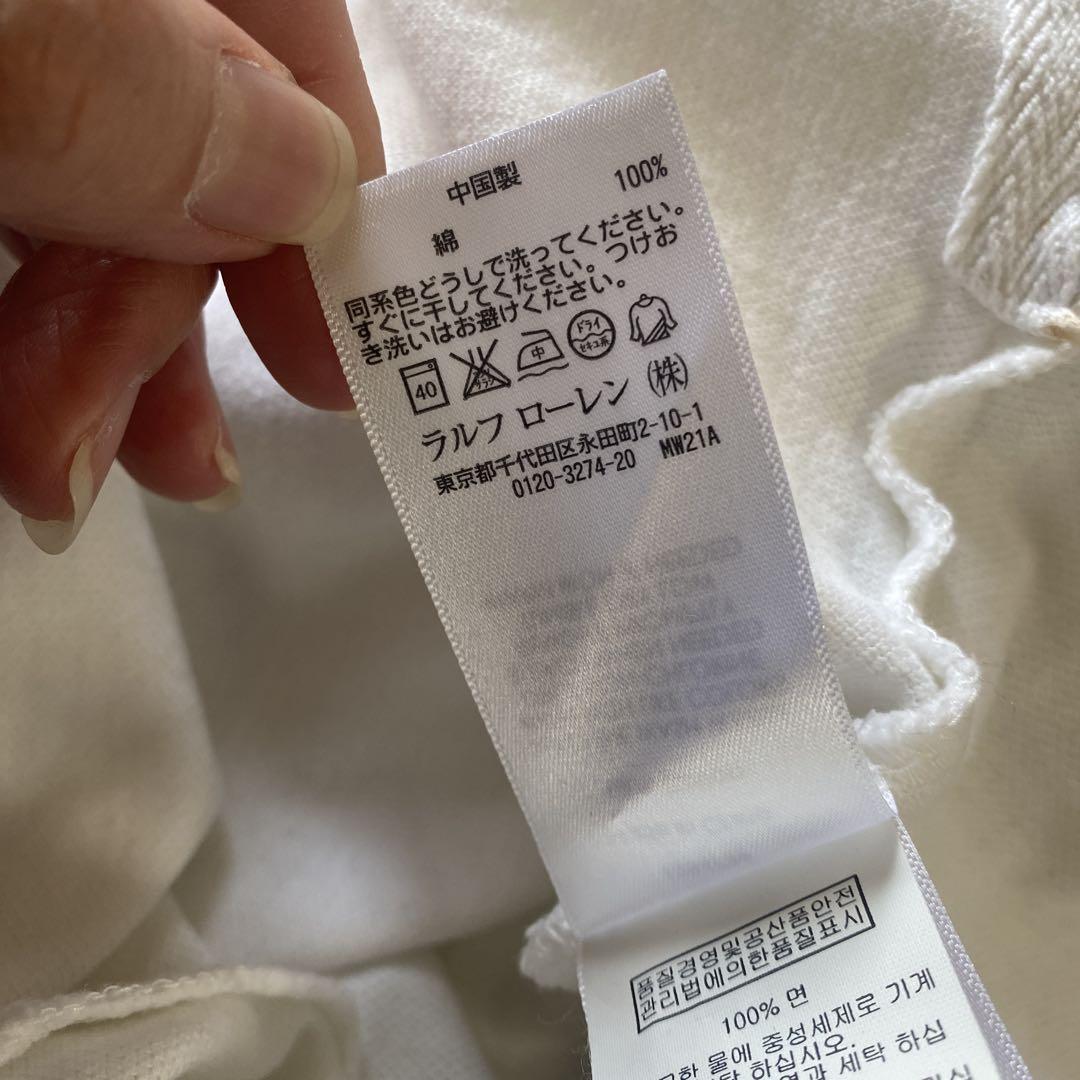 中国製
綿 100%
同系色どうしで洗ってください。
すぐに干してください。つけお
き洗いはお避けください。
40 中 ドライ セキユ系
ラルフ ローレン (株)
東京都千代田区永田町2-10-1
0120-3274-20 MW21A
품질경영및공산품안전
관리법에의한품질표시
100% 면
물에 중성세제로 기계
하십시오.
세탁 하십